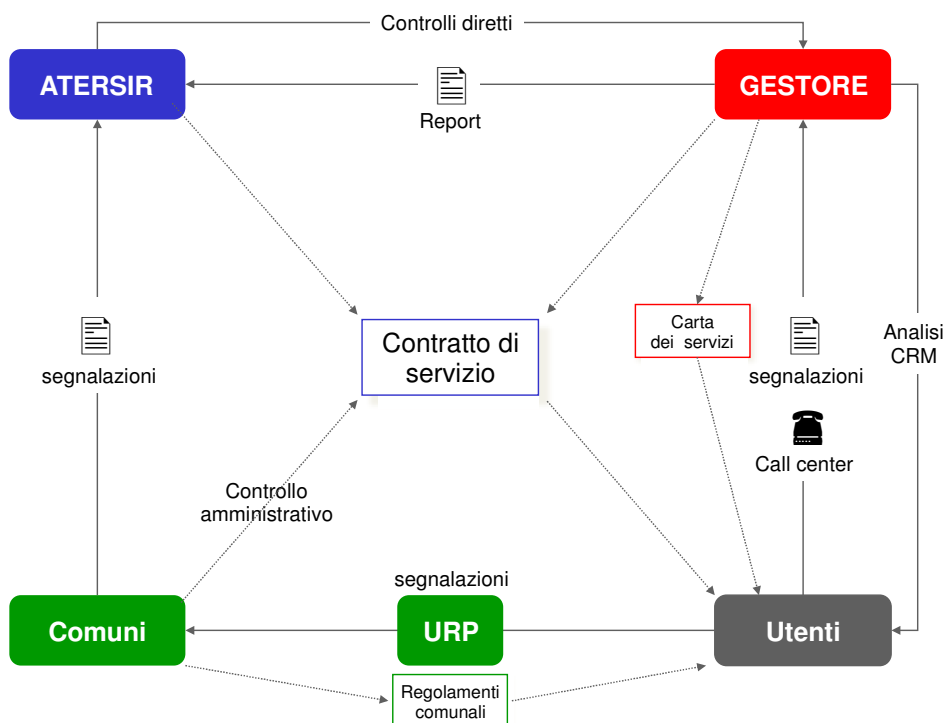 Controlli diretti
ATERSIR
GESTORE
Report
Carta
dei servizi
Contratto di
servizio
Analisi
CRM
segnalazioni
segnalazioni
Call center
Controllo
amministrativo
segnalazioni
Comuni
URP
Utenti
Regolamenti
comunali